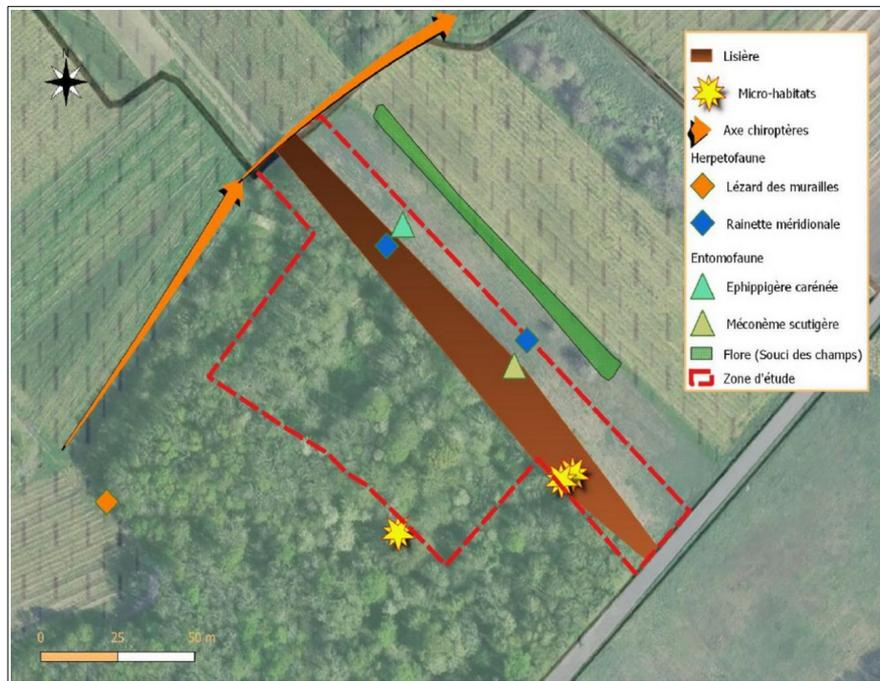 N
Lisière
Micro-habitats
Axe chiroptères
Herpetofaune
Lézard des murailles
Rainette méridionale
Entomofaune
Ephippigère carénée
Méconème scutigère
Flore (Souci des champs)
Zone d'étude
0 25 50 m